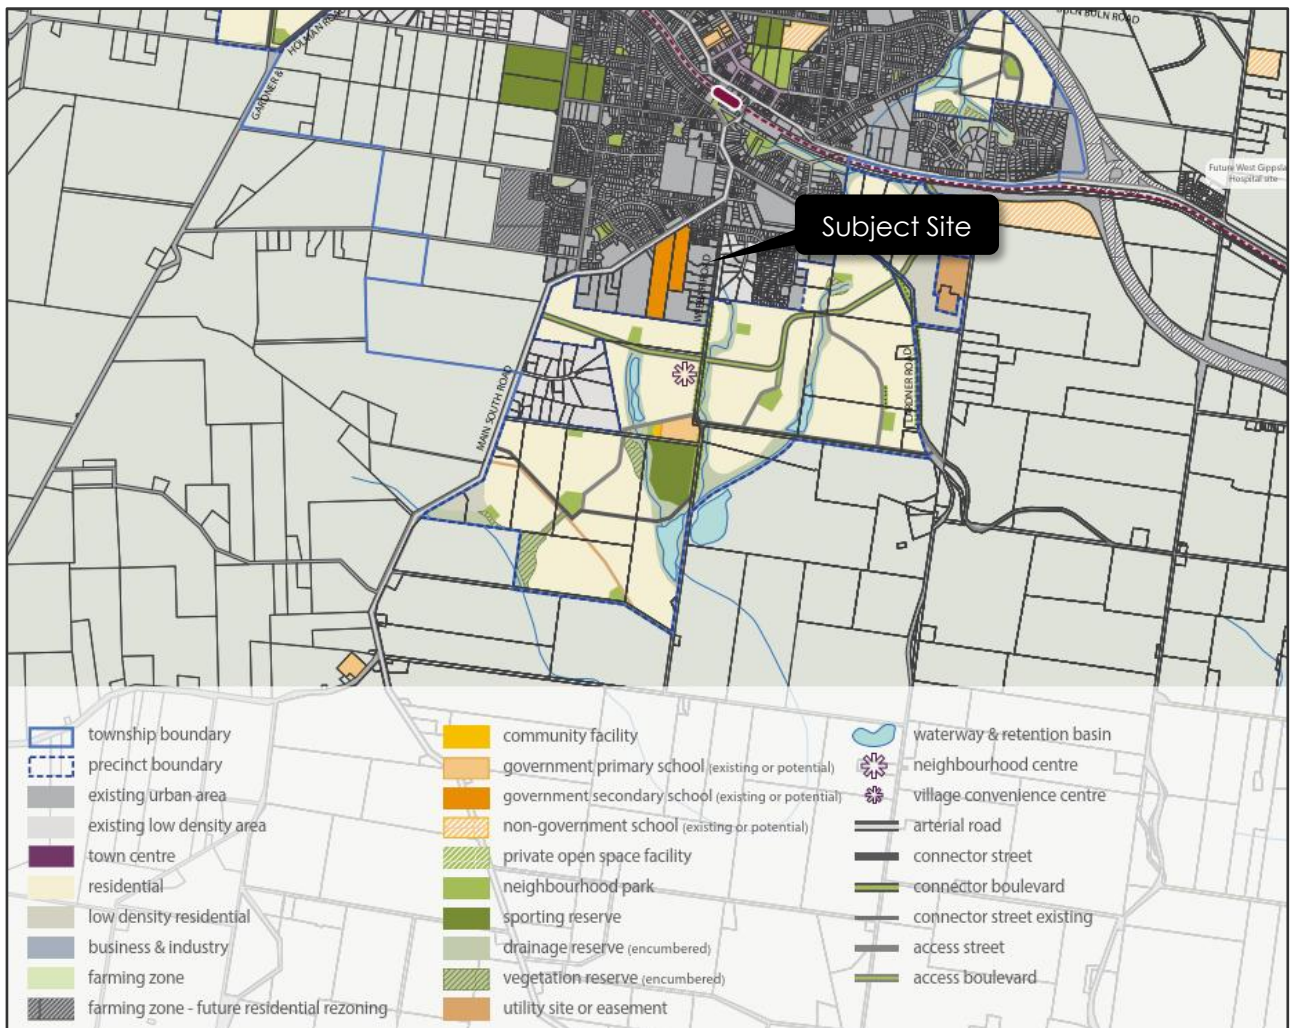 HOLMAN ROAD
GARDNER &
BULN BULN ROAD
Future West Gippsla
Hospital site
Subject Site
MAIN SOUTH ROAD
ROAD
ROAD
township boundary
precinct boundary
existing urban area
existing low density area
town centre
residential
low density residential
business & industry
farming zone
farming zone - future residential rezoning
community facility
government primary school (existing or potential)
government secondary school (existing or potential)
non-government school (existing or potential)
private open space facility
neighbourhood park
sporting reserve
drainage reserve (encumbered)
vegetation reserve (encumbered)
utility site or easement
waterway & retention basin
neighbourhood centre
village convenience centre
arterial road
connector street
connector boulevard
connector street existing
access street
access boulevard